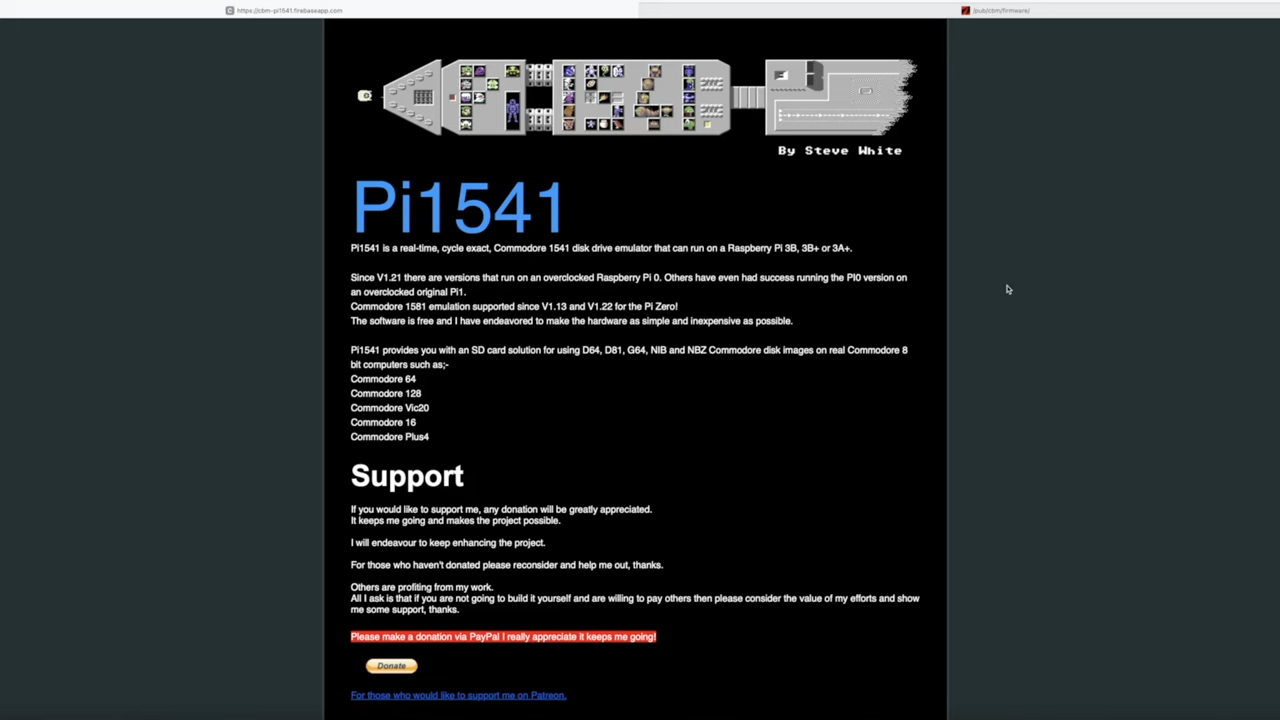 https://cbm-pi1541.firebaseapp.com
/pub/cbm/firmware/
By Steve White
Pi1541
Pi1541 is a real-time, cycle exact, Commodore 1541 disk drive emulator that can run on a Raspberry Pi 3B, 3B+ or 3A+.
Since V1.21 there are versions that run on an overclocked Raspberry Pi 0. Others have even had success running the PI0 version on
an overclocked original Pi1.
Commodore 1581 emulation supported since V1.13 and V1.22 for the Pi Zero!
The software is free and I have endeavored to make the hardware as simple and inexpensive as possible.
Pi1541 provides you with an SD card solution for using D64, D81, G64, NIB and NBZ Commodore disk images on real Commodore 8
bit computers such as;-
Commodore 64
Commodore 128
Commodore Vic20
Commodore 16
Commodore Plus4
Support
If you would like to support me, any donation will be greatly appreciated.
It keeps me going and makes the project possible.
I will endeavour to keep enhancing the project.
For those who haven't donated please reconsider and help me out, thanks.
Others are profiting from my work.
All I ask is that if you are not going to build it yourself and are willing to pay others then please consider the value of my efforts and show
me some support, thanks.
Please make a donation via PayPal I really appreciate it keeps me going!
Donate
For those who would like to support me on Patreon.